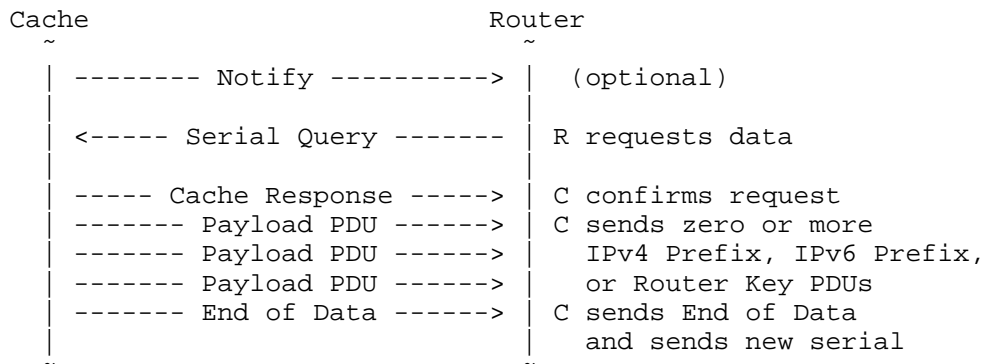 Cache                           Router
  ~                               ~
  | -------- Notify ----------> |  (optional)
  |                               |
  | <----- Serial Query ------- | R requests data
  |                               |
  | ----- Cache Response -----> | C confirms request
  | ------- Payload PDU ------> | C sends zero or more
  | ------- Payload PDU ------> |   IPv4 Prefix, IPv6 Prefix,
  | ------- Payload PDU ------> |   or Router Key PDUs
  | ------- End of Data ------> | C sends End of Data
  |                               |   and sends new serial
  ~                               ~